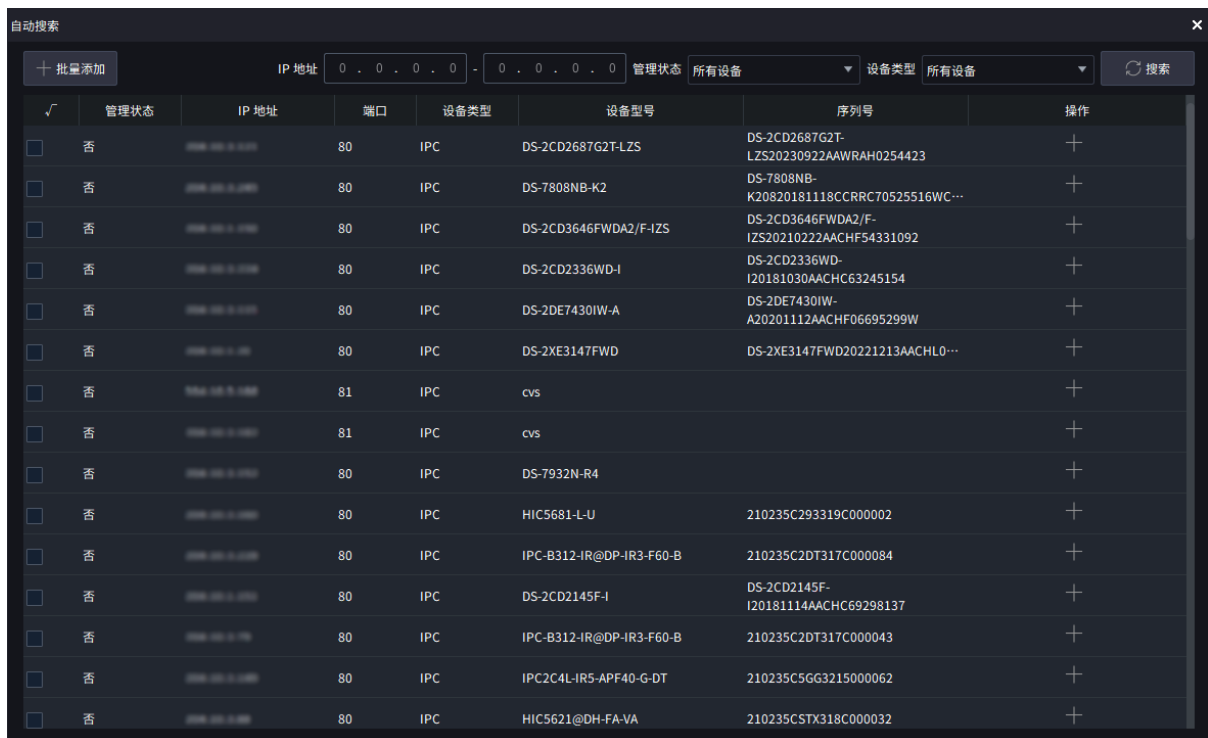 自动搜索 ×
批量添加 IP 地址 0 . 0 . 0 . 0 - 0 . 0 . 0 . 0 管理状态 所有设备 设备类型 所有设备 搜索
√ 管理状态 IP 地址 端口 设备类型 设备型号 序列号 操作
否 80 IPC DS-2CD2687G2T-LZS DS-2CD2687G2T-
LZS20230922AAWRAH0254423
否 80 IPC DS-7808NB-K2 DS-7808NB-
K20820181118CCRRC70525516WC···
否 80 IPC DS-2CD3646FWDA2/F-IZS DS-2CD3646FWDA2/F-
IZS20210222AACHF54331092
否 80 IPC DS-2CD2336WD-I DS-2CD2336WD-
I20181030AACHC63245154
否 80 IPC DS-2DE7430IW-A DS-2DE7430IW-
A20201112AACHF06695299W
否 80 IPC DS-2XE3147FWD DS-2XE3147FWD20221213AACHL0···
否 81 IPC cvs
否 81 IPC cvs
否 80 IPC DS-7932N-R4
否 80 IPC HIC5681-L-U 210235C293319C000002
否 80 IPC IPC-B312-IR@DP-IR3-F60-B 210235C2DT317C000084
否 80 IPC DS-2CD2145F-I DS-2CD2145F-
I20181114AACHC69298137
否 80 IPC IPC-B312-IR@DP-IR3-F60-B 210235C2DT317C000043
否 80 IPC IPC2C4L-IR5-APF40-G-DT 210235C5GG3215000062
否 80 IPC HIC5621@DH-FA-VA 210235CSTX318C000032